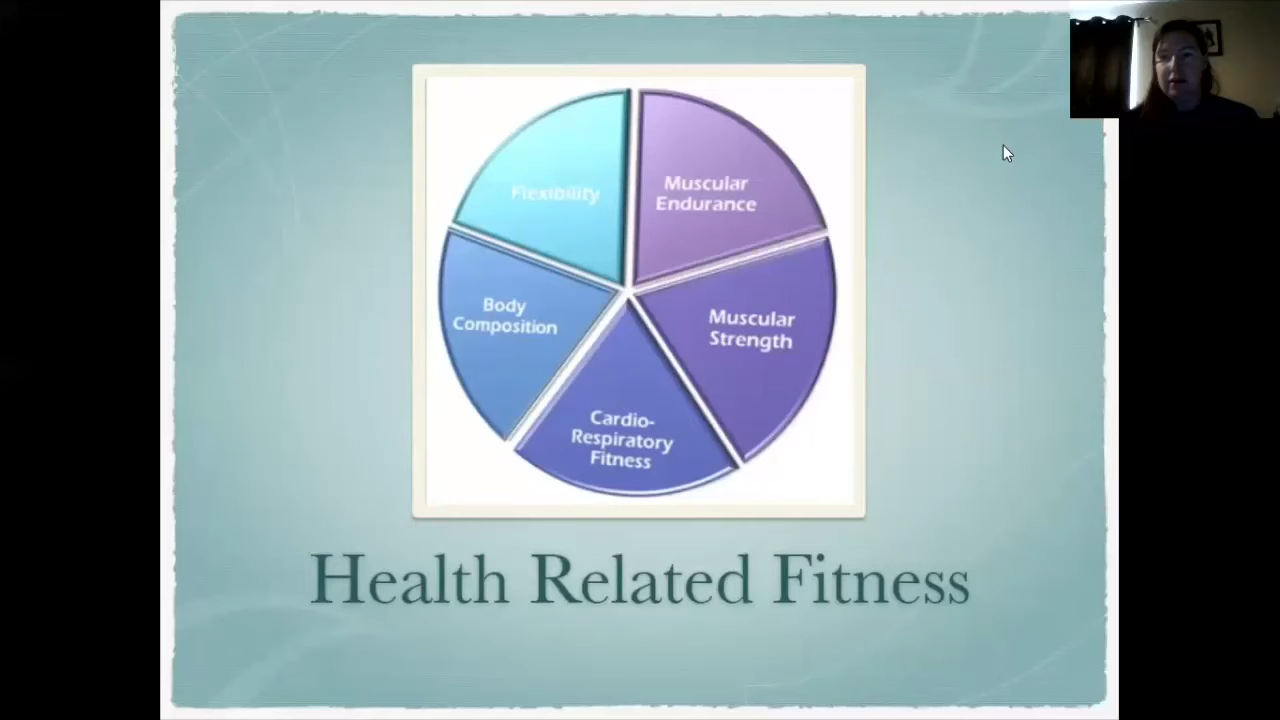 Flexibility
Muscular
Endurance
Body
Composition
Muscular
Strength
Cardio-
Respiratory
Fitness
Health Related Fitness